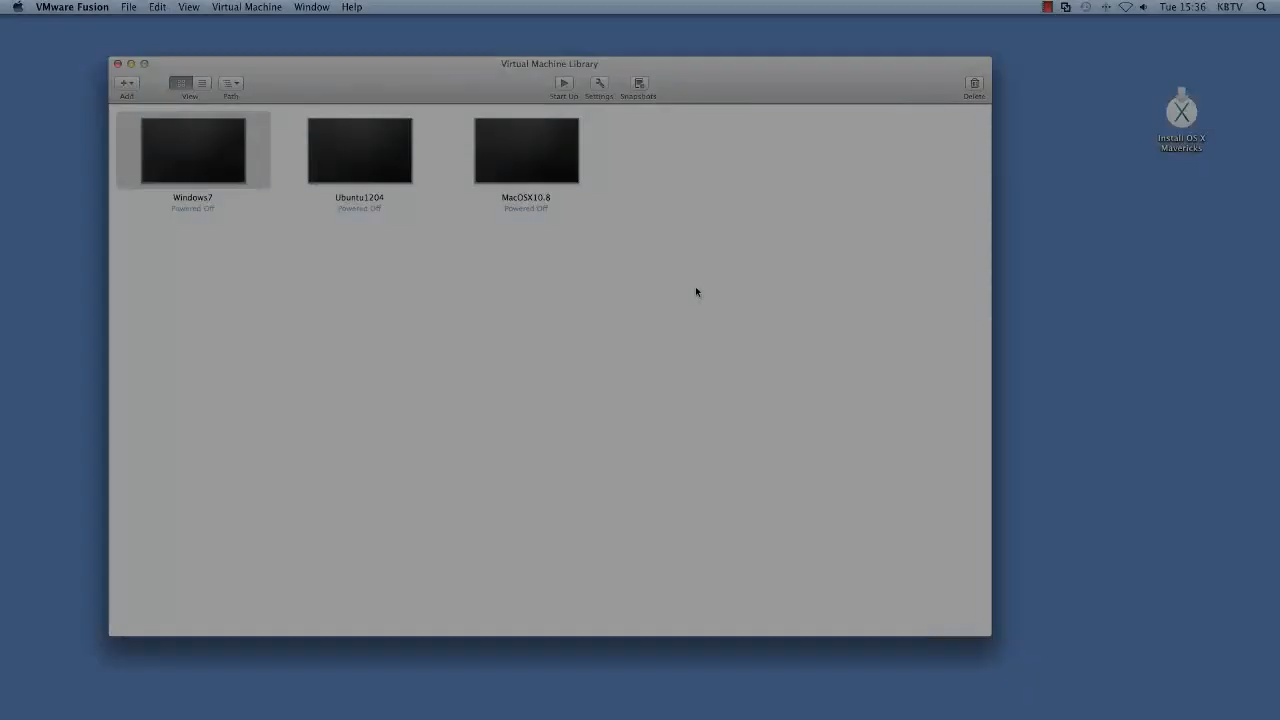 VMware Fusion File Edit View Virtual Machine Window Help Tue 15:36 KBTV
Virtual Machine Library
Add View Path Start Up Settings Snapshots Delete
Windows7 Ubuntu1204 MacOSX10.8
Powered Off Powered Off Powered Off
Install OS X
Mavericks